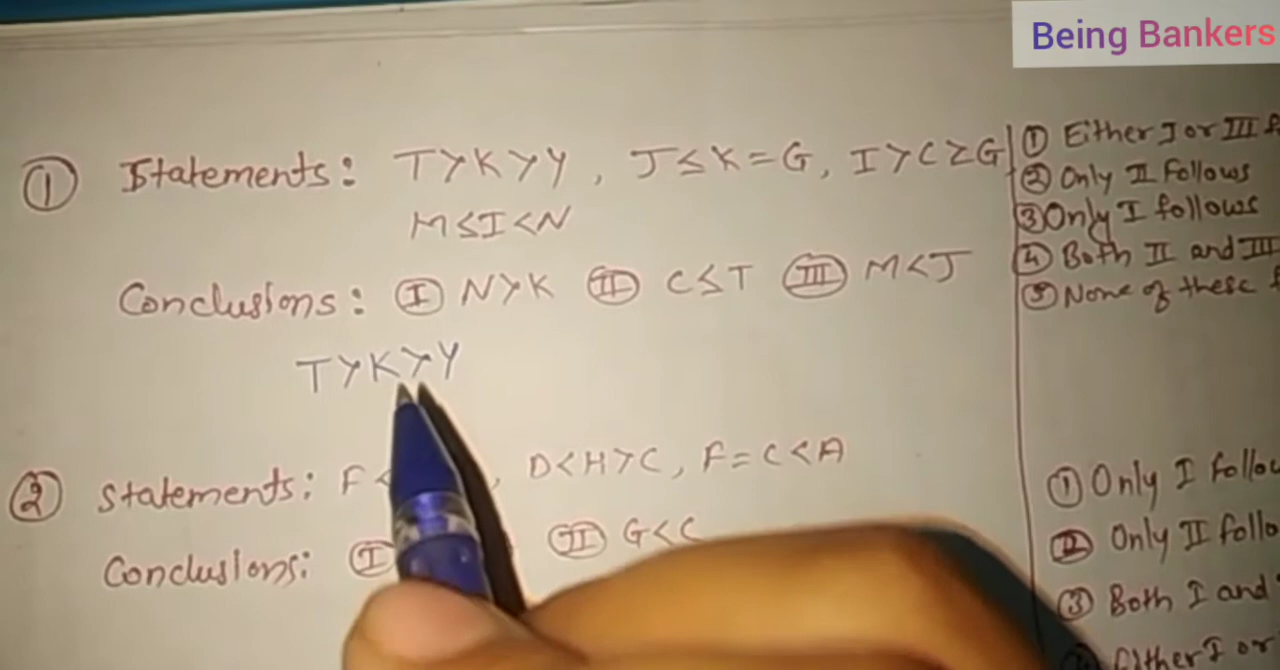 Being Bankers
① Statements: T>K>Y, J≤K=G, I>C≥G
M≤I<N
Conclusions: Ⓘ N>K Ⓘ︎Ⓘ C≤T III M<J
T>K>Y
① Either I or III
② Only II follows
③ Only I follows
④ Both II and III
⑤ None of these
② Statements: F< , D<H>C, F=C<A
Conclusions: I II G<C
① Only I
② Only II
③ Both I and
Either I or